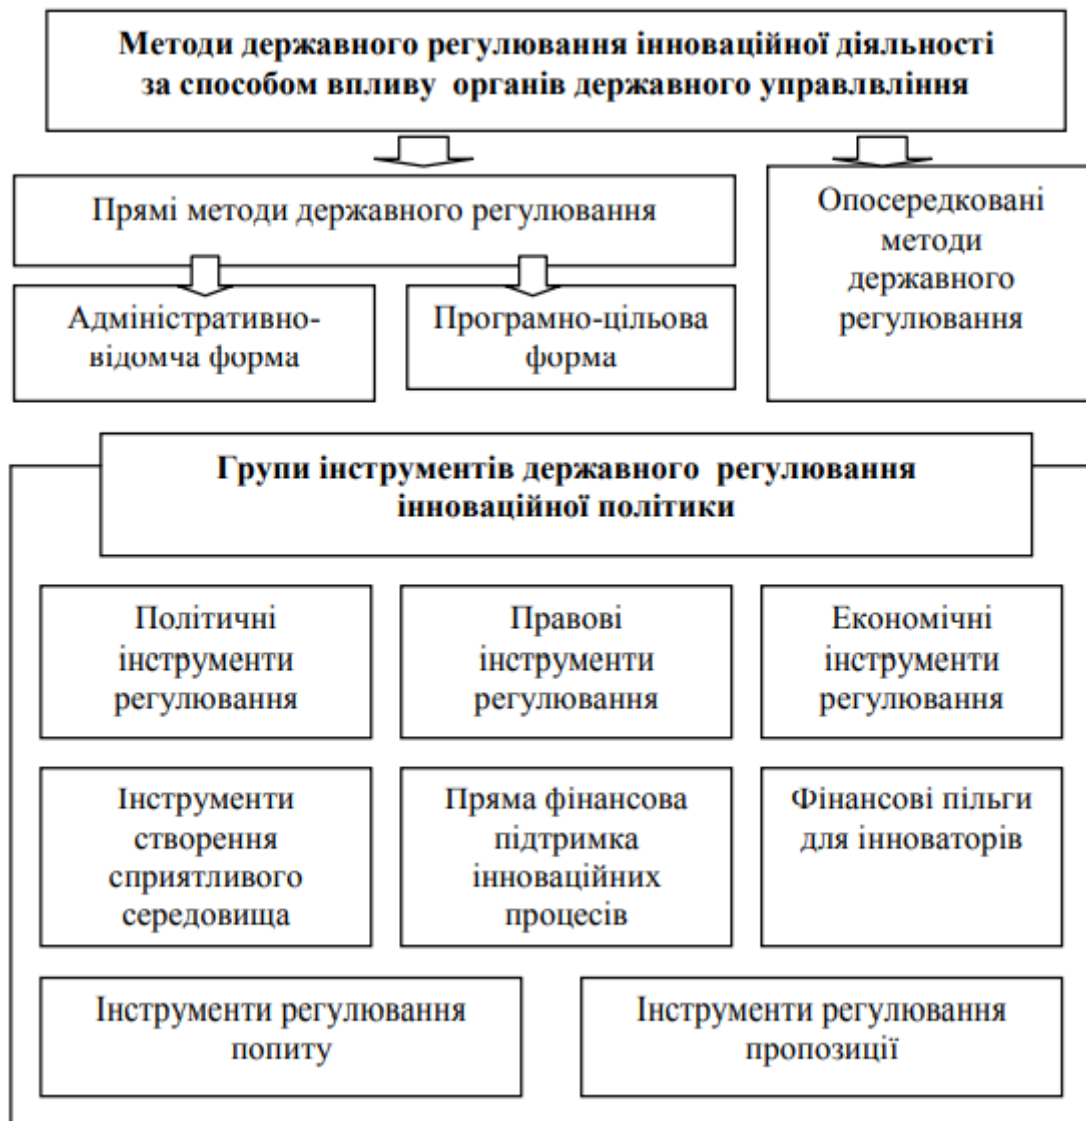 Методи державного регулювання інноваційної діяльності
за способом впливу органів державного управлвління
Прямі методи державного регулювання
Опосередковані
методи
державного
регулювання
Адміністративно-
відомча форма
Програмно-цільова
форма
Групи інструментів державного регулювання
інноваційної політики
Політичні
інструменти
регулювання
Правові
інструменти
регулювання
Економічні
інструменти
регулювання
Інструменти
створення
сприятливого
середовища
Пряма фінансова
підтримка
інноваційних
процесів
Фінансові пільги
для інноваторів
Інструменти регулювання
попиту
Інструменти регулювання
пропозиції